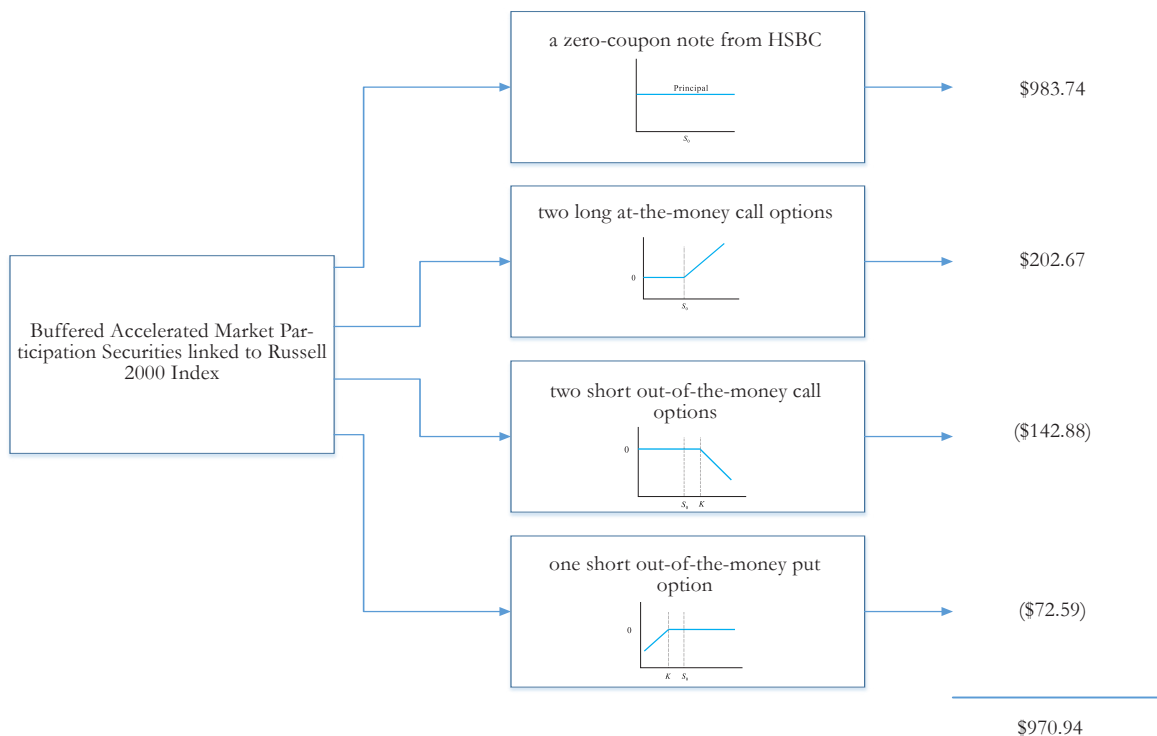 a zero-coupon note from HSBC
Principal
S₀
$983.74
two long at-the-money call options
0
S₀
$202.67
Buffered Accelerated Market Par-
ticipation Securities linked to Russell
2000 Index
two short out-of-the-money call
options
0
S₀ K
($142.88)
one short out-of-the-money put
option
0
K S₀
($72.59)
$970.94